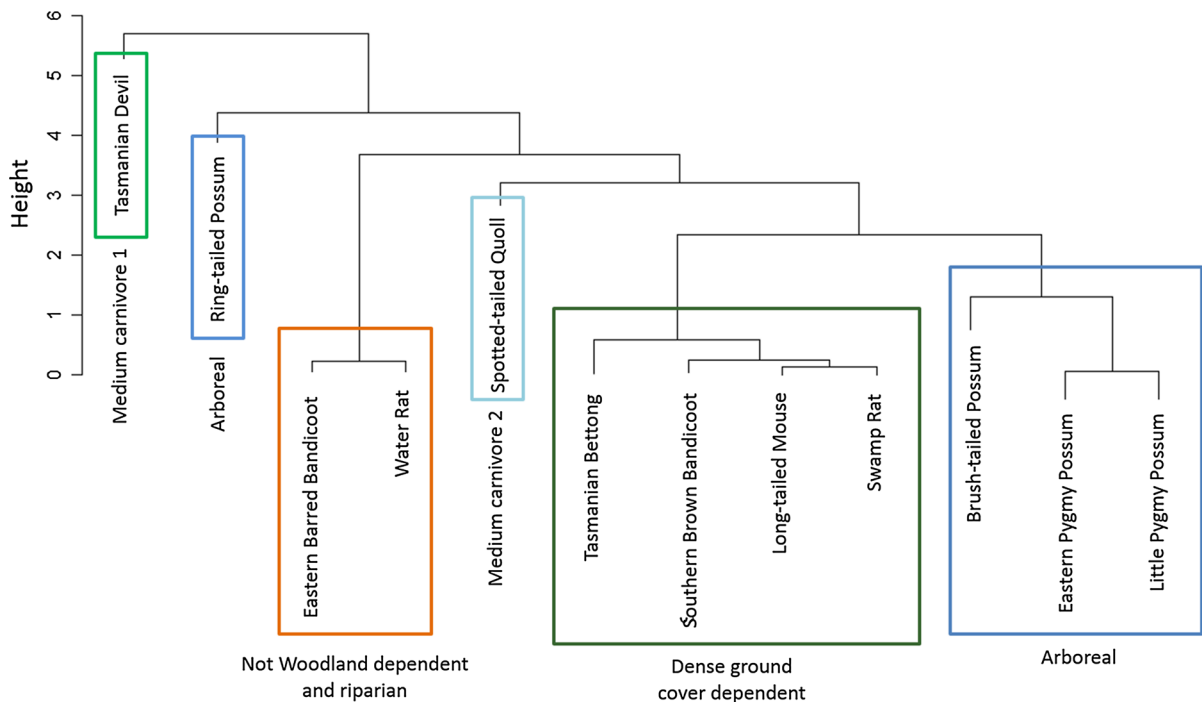 Height
6
5
4
3
2
1
0
Tasmanian Devil
Medium carnivore 1
Ring-tailed Possum
Arboreal
Eastern Barred Bandicoot
Water Rat
Not Woodland dependent
and riparian
Spotted-tailed Quoll
Medium carnivore 2
Tasmanian Bettong
Southern Brown Bandicoot
Long-tailed Mouse
Swamp Rat
Dense ground
cover dependent
Brush-tailed Possum
Eastern Pygmy Possum
Little Pygmy Possum
Arboreal